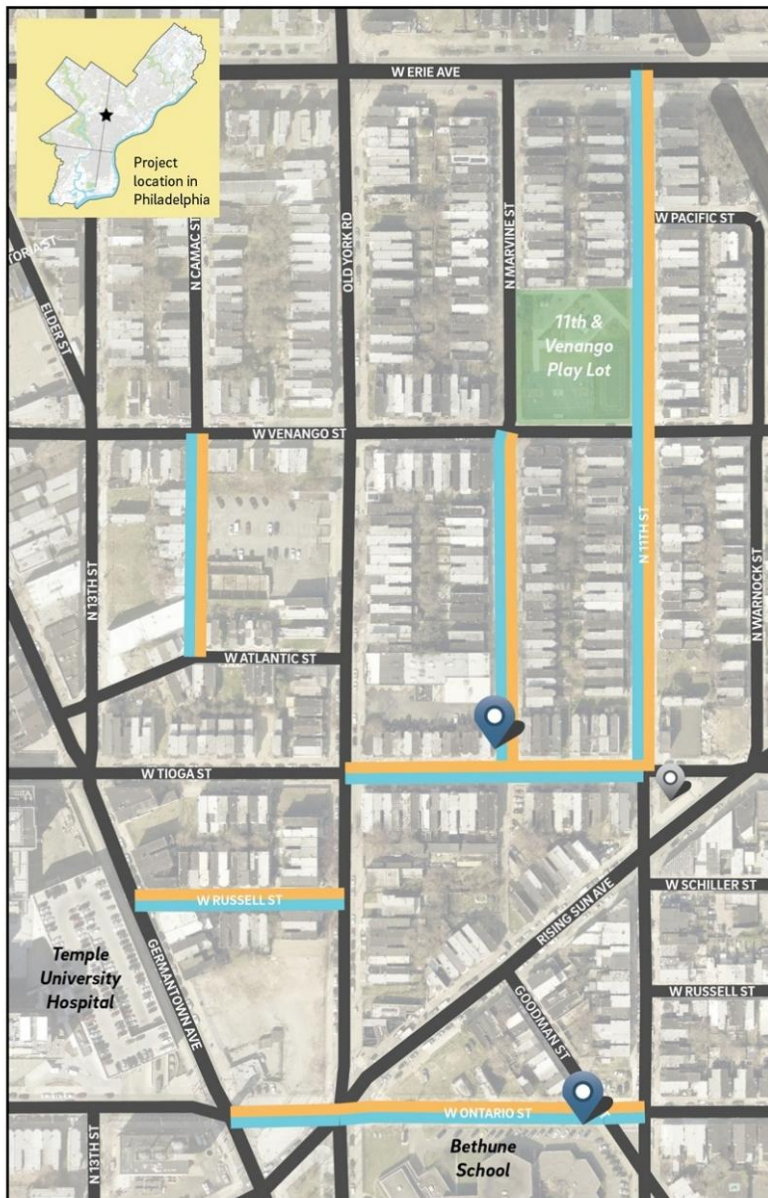 W ERIE AVE
Project
location in
Philadelphia
N CAMAC ST
OLD YORK RD
N MARVINE ST
W PACIFIC ST
TORIA ST
ELDER ST
11th &
Venango
Play Lot
W VENANGO ST
N 13TH ST
N 11TH ST
N WARNOCK ST
W ATLANTIC ST
W TIOGA ST
W RUSSELL ST
W SCHILLER ST
RISING SUN AVE
Temple
University
Hospital
GERMANTOWN AVE
GOODMAN ST
W RUSSELL ST
W ONTARIO ST
N 13TH ST
Bethune
School